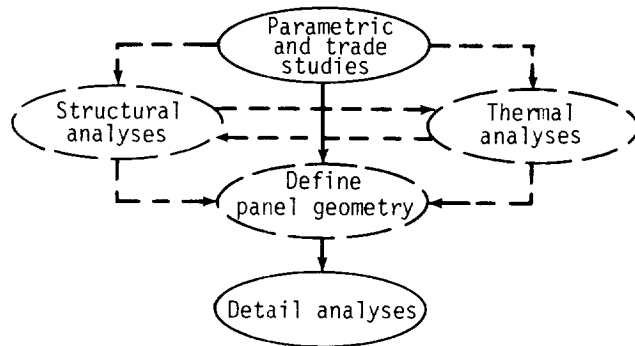 Parametric
and trade
studies
Structural
analyses
Thermal
analyses
Define
panel geometry
Detail analyses